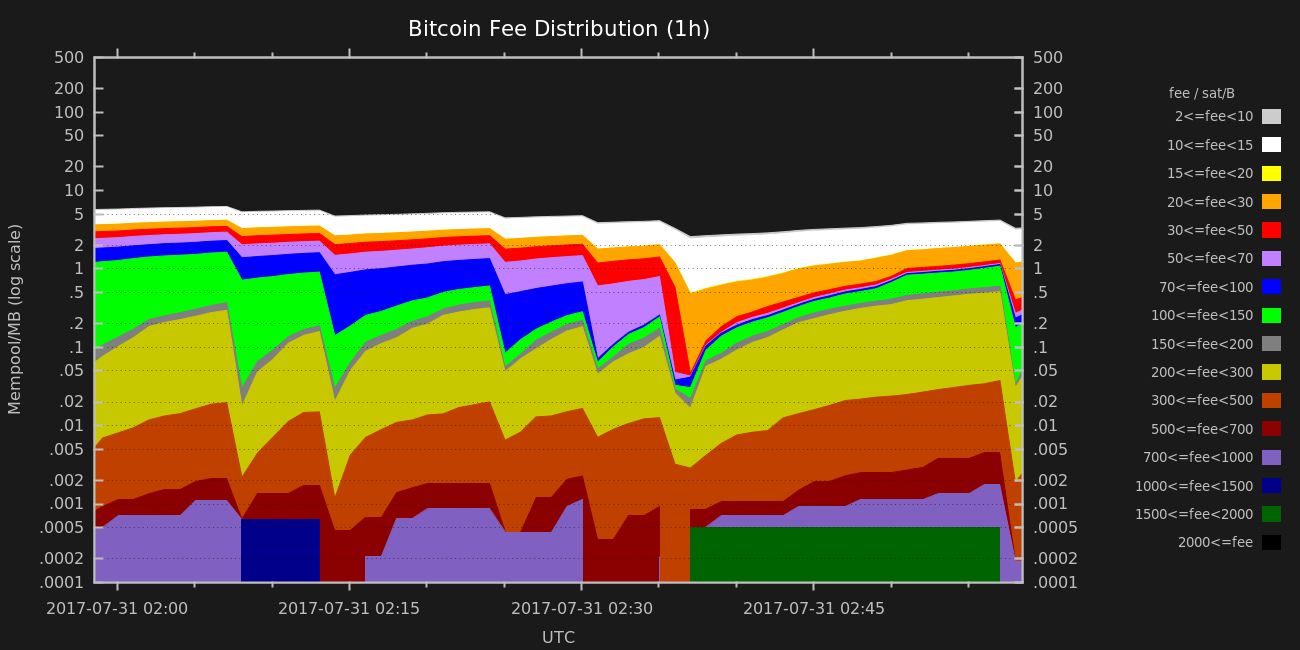 Bitcoin Fee Distribution (1h)
Mempool/MB (log scale)
500
200
100
50
20
10
5
2
1
.5
.2
.1
.05
.02
.01
.005
.002
.001
.0005
.0002
.0001
500
200
100
50
20
10
5
2
1
.5
.2
.1
.05
.02
.01
.005
.002
.001
.0005
.0002
.0001
2017-07-31 02:00
2017-07-31 02:15
2017-07-31 02:30
2017-07-31 02:45
UTC
fee / sat/B
2<=fee<10
10<=fee<15
15<=fee<20
20<=fee<30
30<=fee<50
50<=fee<70
70<=fee<100
100<=fee<150
150<=fee<200
200<=fee<300
300<=fee<500
500<=fee<700
700<=fee<1000
1000<=fee<1500
1500<=fee<2000
2000<=fee